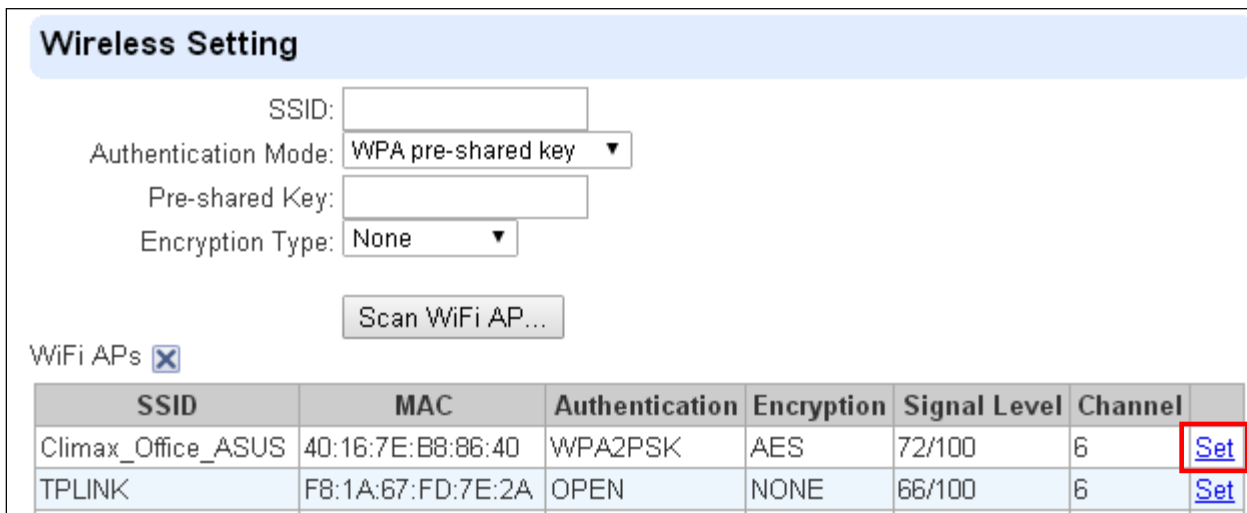 Wireless Setting
SSID:
Authentication Mode: WPA pre-shared key
Pre-shared Key:
Encryption Type: None
Scan WiFi AP...
WiFi APs
SSID MAC Authentication Encryption Signal Level Channel
Climax_Office_ASUS 40:16:7E:B8:86:40 WPA2PSK AES 72/100 6 Set
TPLINK F8:1A:67:FD:7E:2A OPEN NONE 66/100 6 Set